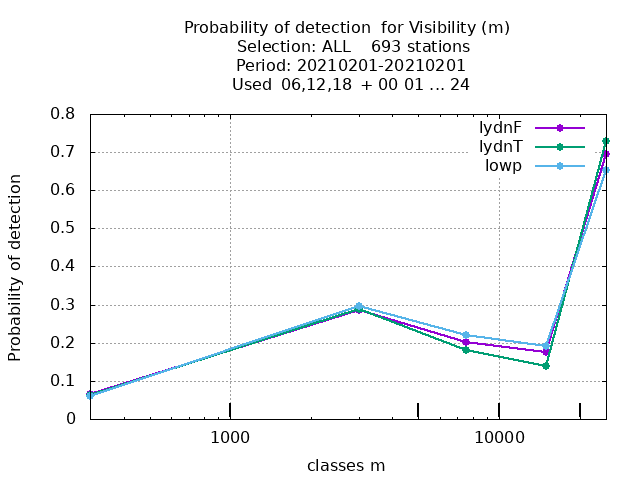 Probability of detection  for Visibility (m)
Selection: ALL    693 stations
Period: 20210201-20210201
Used  06,12,18  + 00 01 ... 24
lydnF
lydnT
lowp
0.8
0.7
0.6
0.5
0.4
0.3
0.2
0.1
0
Probability of detection
1000
10000
classes m